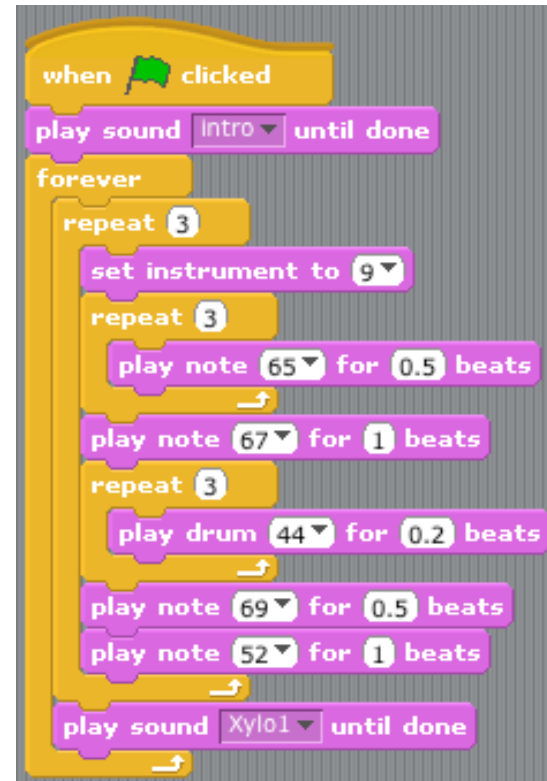 when clicked
play sound Intro until done
forever
repeat 3
set instrument to 9
repeat 3
play note 65 for 0.5 beats
play note 67 for 1 beats
repeat 3
play drum 44 for 0.2 beats
play note 69 for 0.5 beats
play note 52 for 1 beats
play sound Xylo1 until done